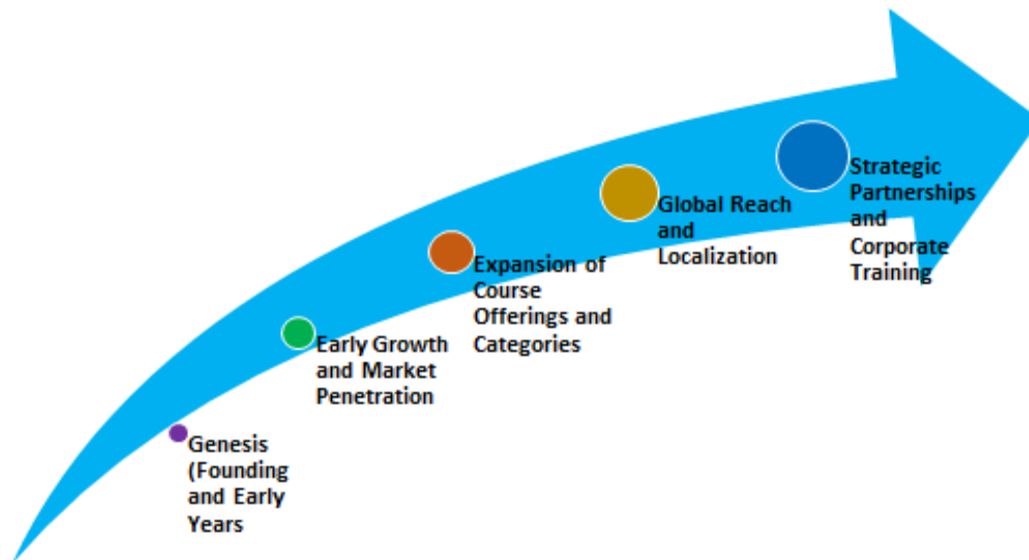 Genesis
(Founding
and Early
Years
Early Growth
and Market
Penetration
Expansion of
Course
Offerings and
Categories
Global Reach
and
Localization
Strategic
Partnerships
and
Corporate
Training